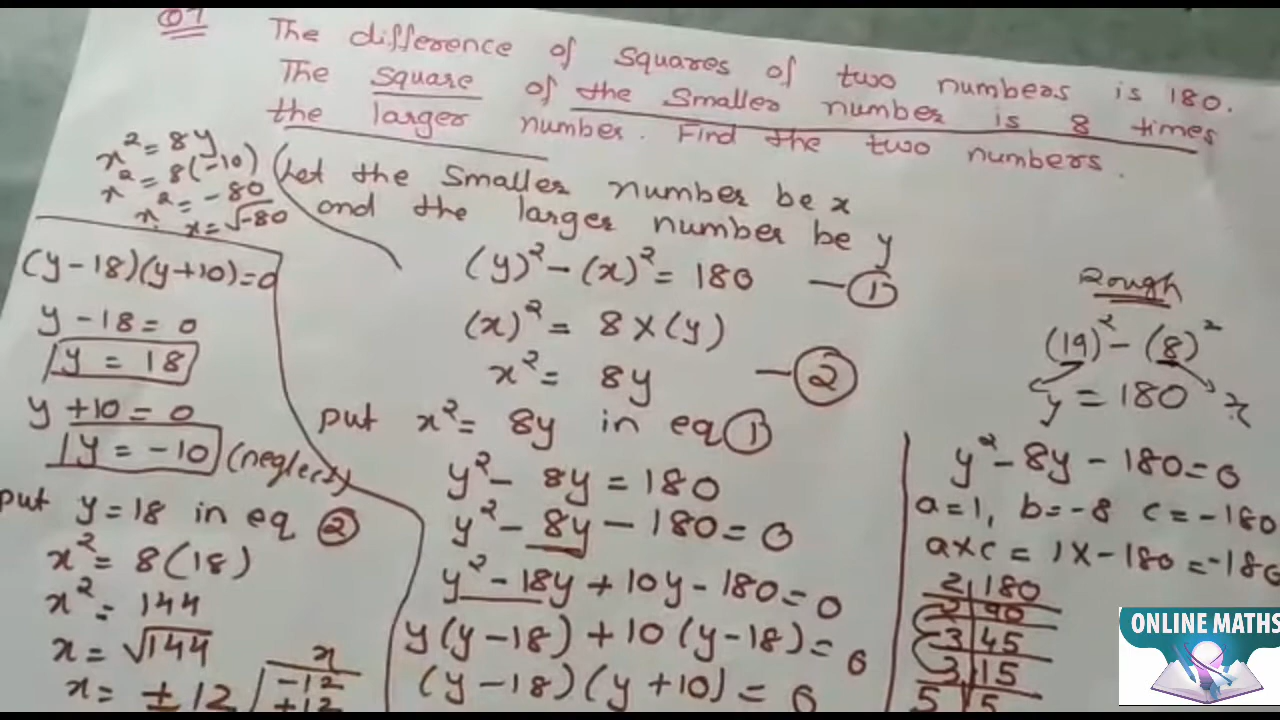 Q7
The difference of squares of two numbers is 180.
The square of the smaller number is 8 times
the larger number. Find the two numbers.
x² = 8y
x² = 8(-10)
x² = -80
x = √-80
Let the smaller number be x
and the larger number be y
(y)² - (x)² = 180 — ①
(x)² = 8 × (y)
x² = 8y — ②
put x² = 8y in eq ①
y² - 8y = 180
y² - 8y - 180 = 0
y² - 18y + 10y - 180 = 0
y(y-18) + 10(y-18) = 0
(y-18)(y+10) = 0
(y-18)(y+10)=0
y - 18 = 0
y = 18
y + 10 = 0
y = -10 (neglect)
put y = 18 in eq ②
x² = 8(18)
x² = 144
x = √144
x = ±12
x
-12
+12
Rough
(19)² - (8)²
y = 180 x
y² - 8y - 180 = 0
a=1, b=-8 c=-180
a×c = 1×-180 = -180
2|180
2|90
3|45
3|15
5|5
ONLINE MATHS